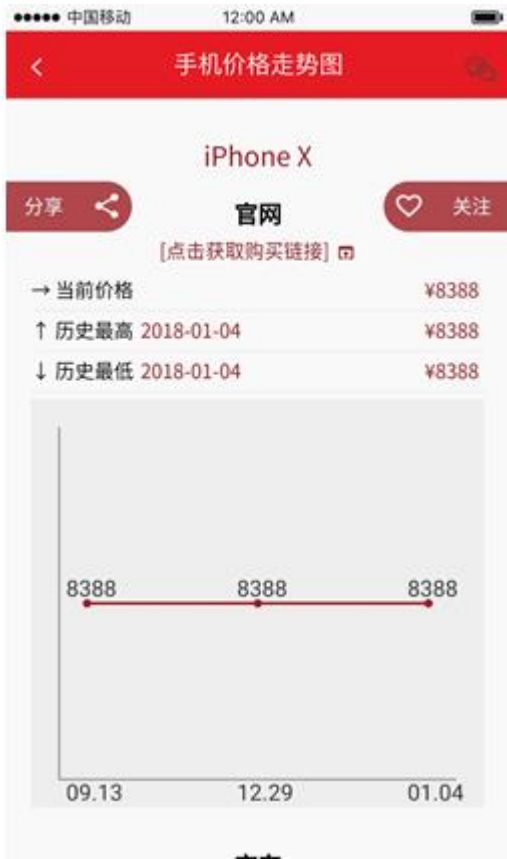 中国移动 12:00 AM
手机价格走势图
iPhone X
分享 官网 关注
[点击获取购买链接]
→ 当前价格 ¥8388
↑ 历史最高 2018-01-04 ¥8388
↓ 历史最低 2018-01-04 ¥8388
8388 8388 8388
09.13 12.29 01.04